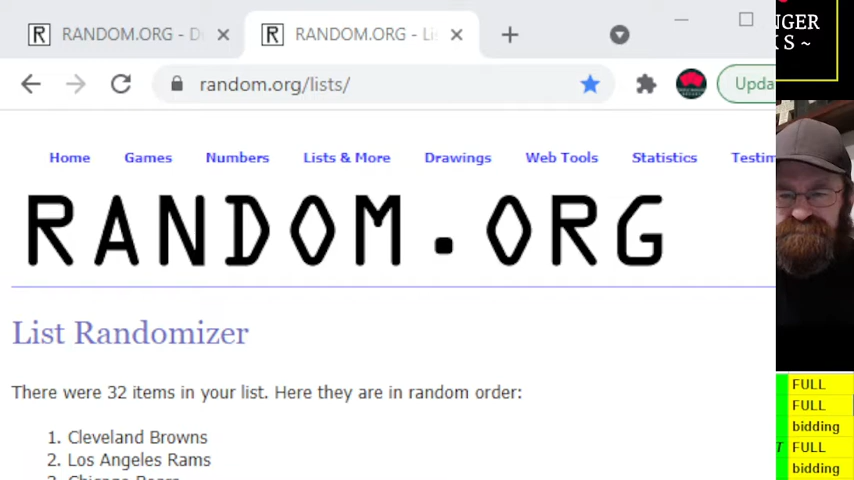 RANDOM.ORG - D
RANDOM.ORG - Li
random.org/lists/
Upda
NGER
K S ~
Home Games Numbers Lists & More Drawings Web Tools Statistics Testim
RANDOM.ORG
List Randomizer
There were 32 items in your list. Here they are in random order:
1. Cleveland Browns
2. Los Angeles Rams
3. Chicago Bears
FULL
FULL
bidding
T FULL
bidding